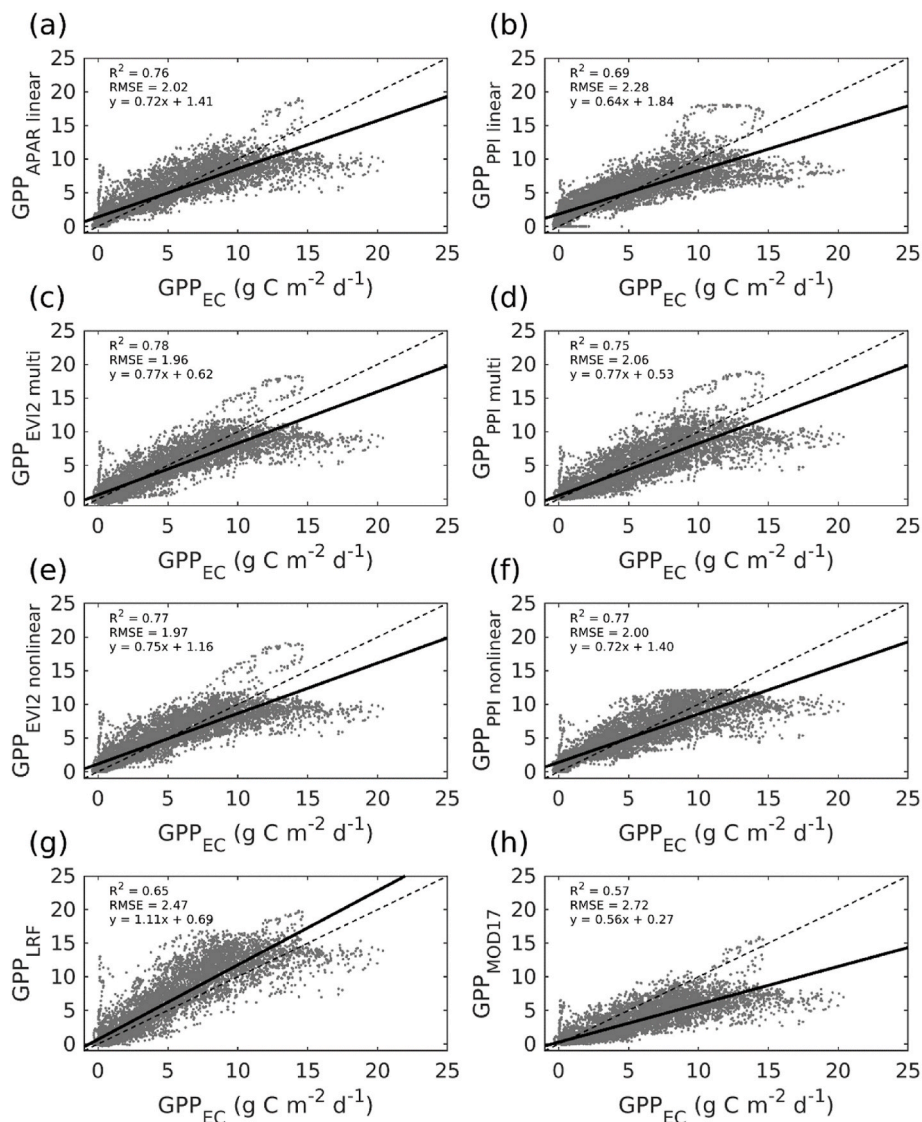 (a)
R² = 0.76
RMSE = 2.02
y = 0.72x + 1.41
25
20
15
10
5
0
GPP_APAR linear
0 5 10 15 20 25
GPP_EC (g C m⁻² d⁻¹)
(b)
R² = 0.69
RMSE = 2.28
y = 0.64x + 1.84
25
20
15
10
5
0
GPP_PPI linear
0 5 10 15 20 25
GPP_EC (g C m⁻² d⁻¹)
(c)
R² = 0.78
RMSE = 1.96
y = 0.77x + 0.62
25
20
15
10
5
0
GPP_EVI2 multi
0 5 10 15 20 25
GPP_EC (g C m⁻² d⁻¹)
(d)
R² = 0.75
RMSE = 2.06
y = 0.77x + 0.53
25
20
15
10
5
0
GPP_PPI multi
0 5 10 15 20 25
GPP_EC (g C m⁻² d⁻¹)
(e)
R² = 0.77
RMSE = 1.97
y = 0.75x + 1.16
25
20
15
10
5
0
GPP_EVI2 nonlinear
0 5 10 15 20 25
GPP_EC (g C m⁻² d⁻¹)
(f)
R² = 0.77
RMSE = 2.00
y = 0.72x + 1.40
25
20
15
10
5
0
GPP_PPI nonlinear
0 5 10 15 20 25
GPP_EC (g C m⁻² d⁻¹)
(g)
R² = 0.65
RMSE = 2.47
y = 1.11x + 0.69
25
20
15
10
5
0
GPP_LRF
0 5 10 15 20 25
GPP_EC (g C m⁻² d⁻¹)
(h)
R² = 0.57
RMSE = 2.72
y = 0.56x + 0.27
25
20
15
10
5
0
GPP_MOD17
0 5 10 15 20 25
GPP_EC (g C m⁻² d⁻¹)